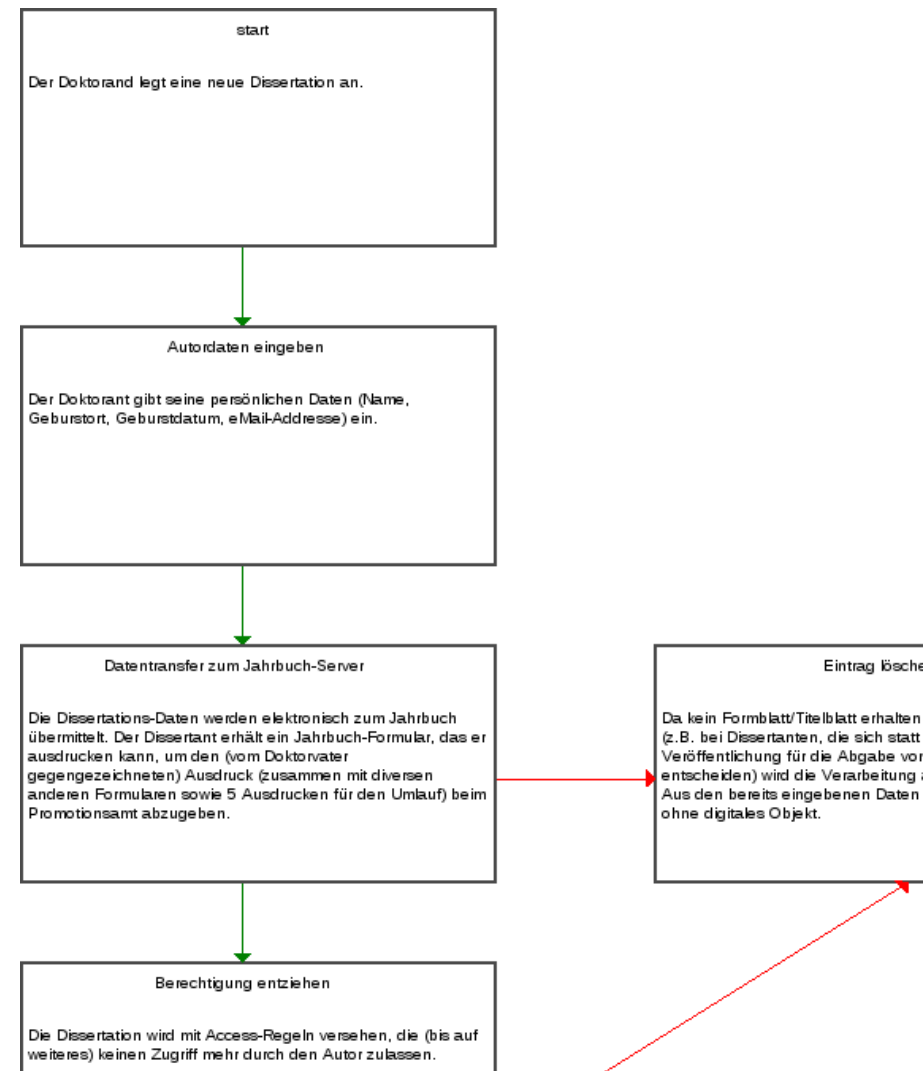 start
Der Doktorand legt eine neue Dissertation an.
Autordaten eingeben
Der Doktorant gibt seine persönlichen Daten (Name,
Geburstort, Geburstdatum, eMail-Addresse) ein.
Datentransfer zum Jahrbuch-Server
Die Dissertations-Daten werden elektronisch zum Jahrbuch
übermittelt. Der Dissertant erhält ein Jahrbuch-Formular, das er
ausdrucken kann, um den (vom Doktorvater
gegengezeichneten) Ausdruck (zusammen mit diversen
anderen Formularen sowie 5 Ausdrucken für den Umlauf) beim
Promotionsamt abzugeben.
Eintrag lösche
Da kein Formblatt/Titelblatt erhalten
(z.B. bei Dissertanten, die sich statt
Veröffentlichung für die Abgabe vor
entscheiden) wird die Verarbeitung
Aus den bereits eingebenen Daten
ohne digitales Objekt.
Berechtigung entziehen
Die Dissertation wird mit Access-Regeln versehen, die (bis auf
weiteres) keinen Zugriff mehr durch den Autor zulassen.